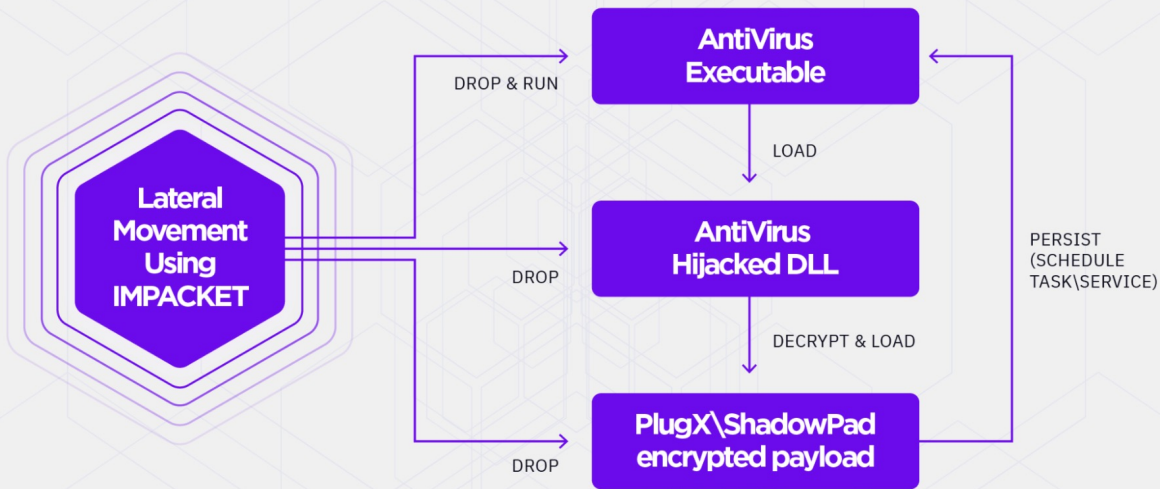 AntiVirus
Executable
DROP & RUN
LOAD
Lateral
Movement
Using
IMPACKET
AntiVirus
Hijacked DLL
DROP
PERSIST
(SCHEDULE
TASK\SERVICE)
DECRYPT & LOAD
PlugX\ShadowPad
encrypted payload
DROP